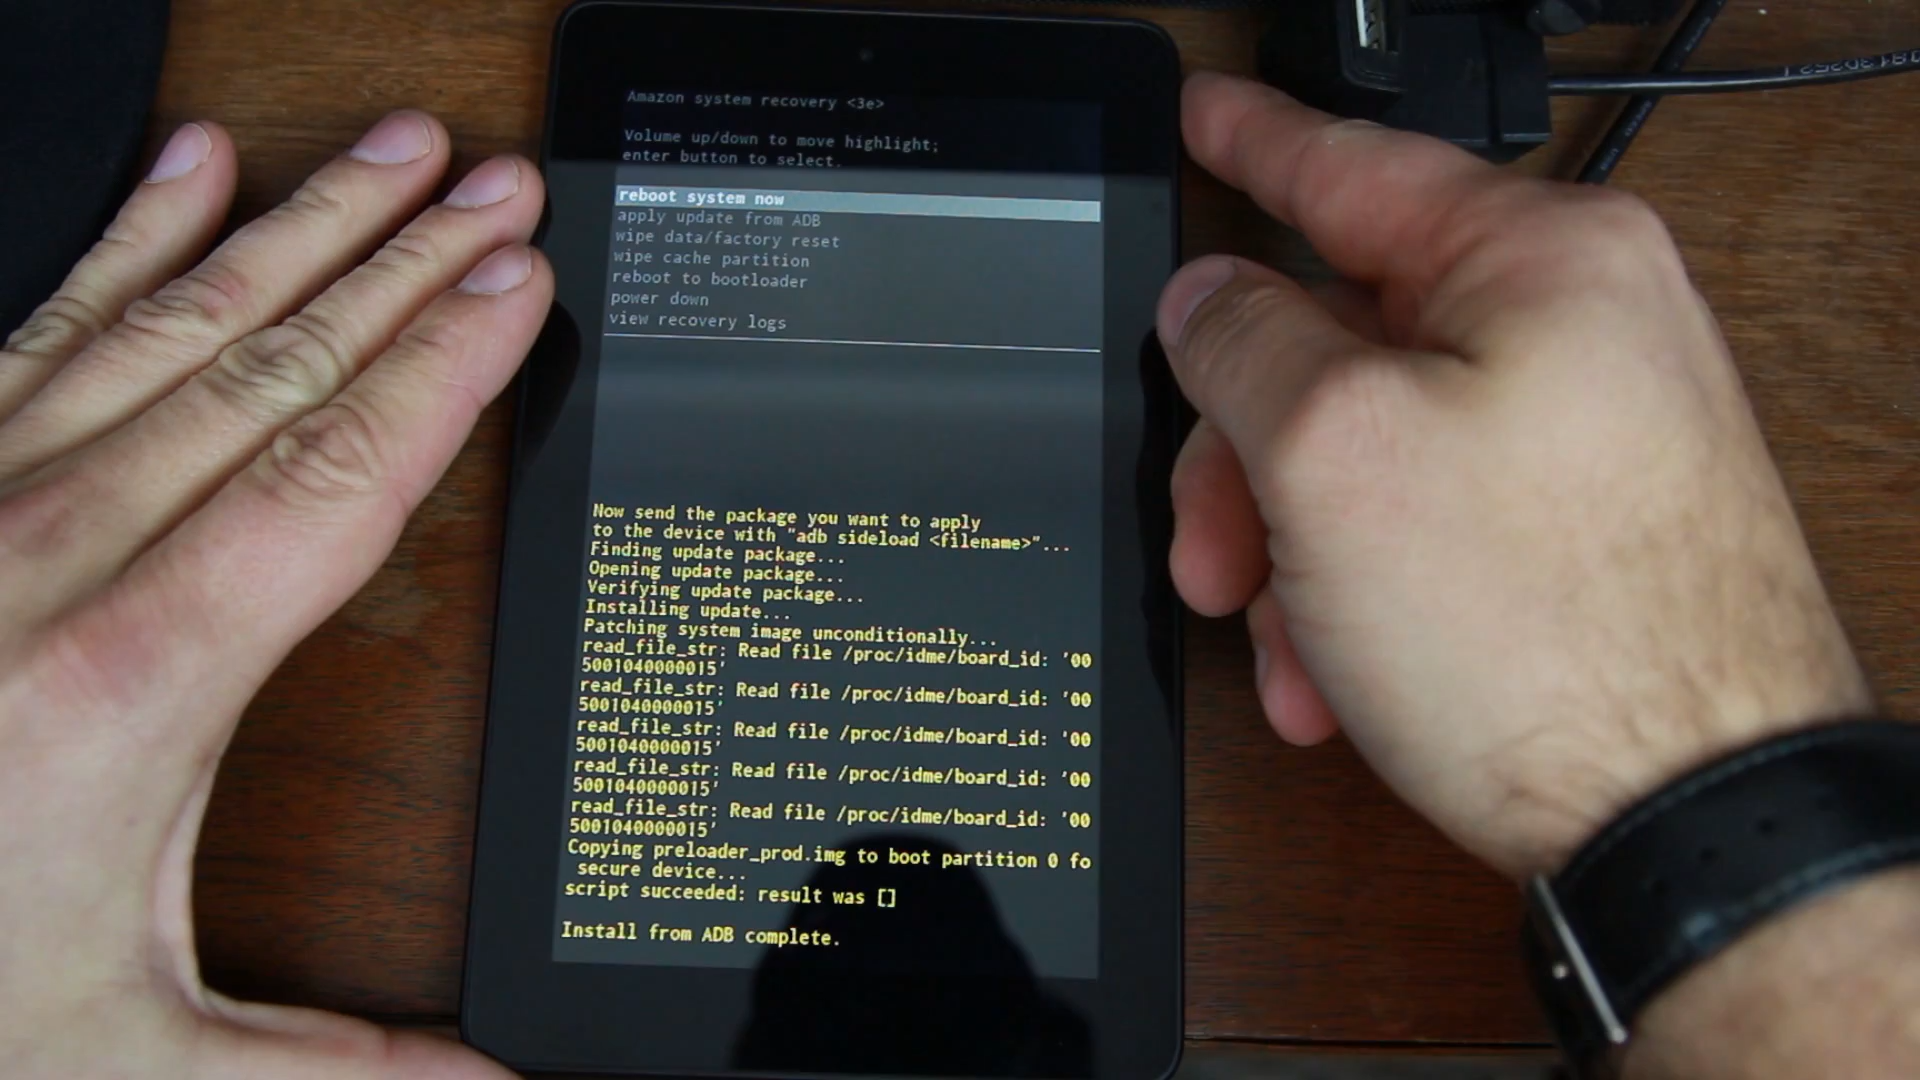 Amazon system recovery <3e>
Volume up/down to move highlight;
enter button to select.
reboot system now
apply update from ADB
wipe data/factory reset
wipe cache partition
reboot to bootloader
power down
view recovery logs
Now send the package you want to apply
to the device with "adb sideload <filename>"...
Finding update package...
Opening update package...
Verifying update package...
Installing update...
Patching system image unconditionally...
read_file_str: Read file /proc/idme/board_id: '00
5001040000015'
read_file_str: Read file /proc/idme/board_id: '00
5001040000015'
read_file_str: Read file /proc/idme/board_id: '00
5001040000015'
read_file_str: Read file /proc/idme/board_id: '00
5001040000015'
read_file_str: Read file /proc/idme/board_id: '00
5001040000015'
Copying preloader_prod.img to boot partition 0 fo
secure device...
script succeeded: result was []
Install from ADB complete.